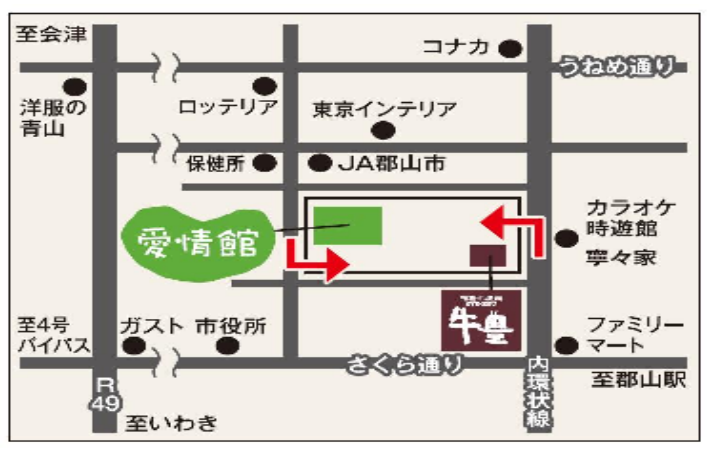 至会津
コナカ
うねめ通り
洋服の
青山
ロッテリア
東京インテリア
保健所
JA郡山市
愛情館
カラオケ
時遊館
寧々家
牛豊
至4号
バイパス
ガスト
市役所
ファミリー
マート
さくら通り
内環状線
至郡山駅
R
49
至いわき